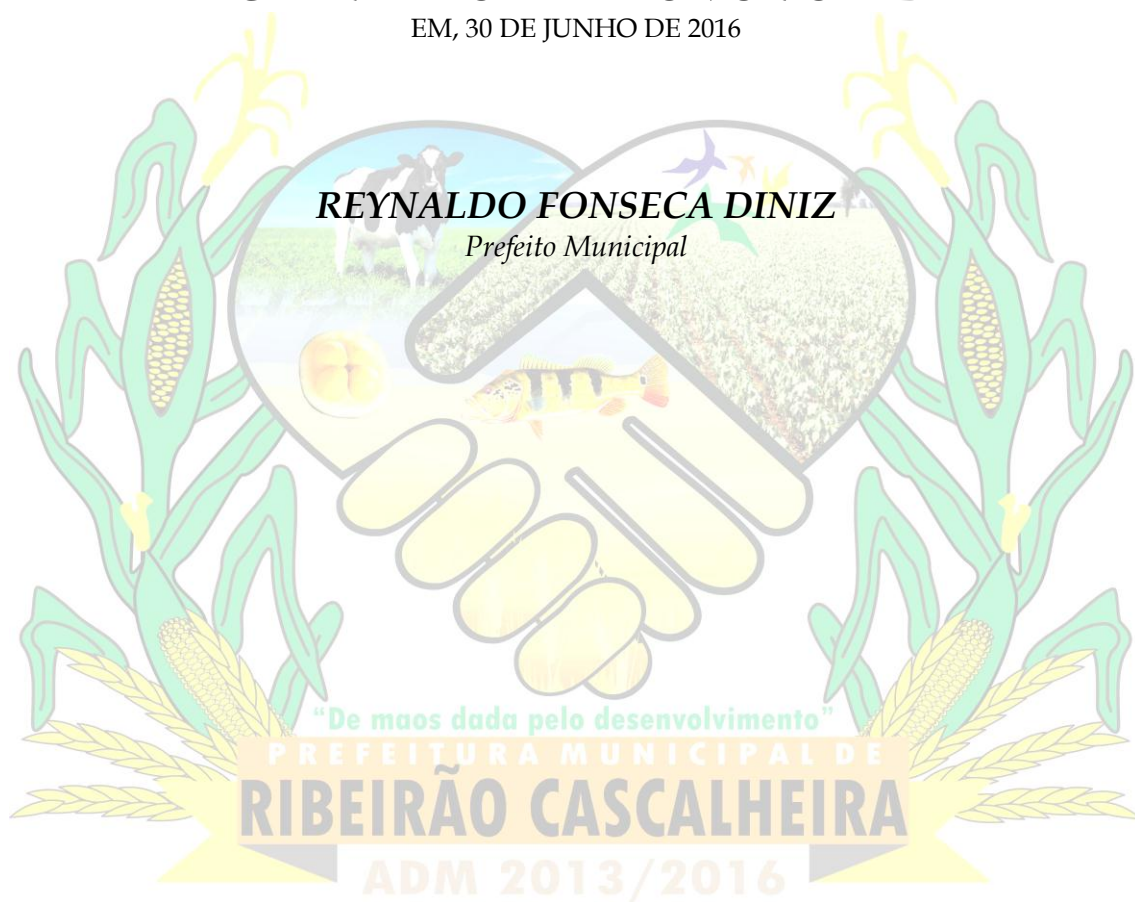 EM, 30 DE JUNHO DE 2016
REYNALDO FONSECA DINIZ
Prefeito Municipal
"De maos dada pelo desenvolvimento"
PREFEITURA MUNICIPAL DE
RIBEIRÃO CASCALHEIRA
ADM 2013/2016